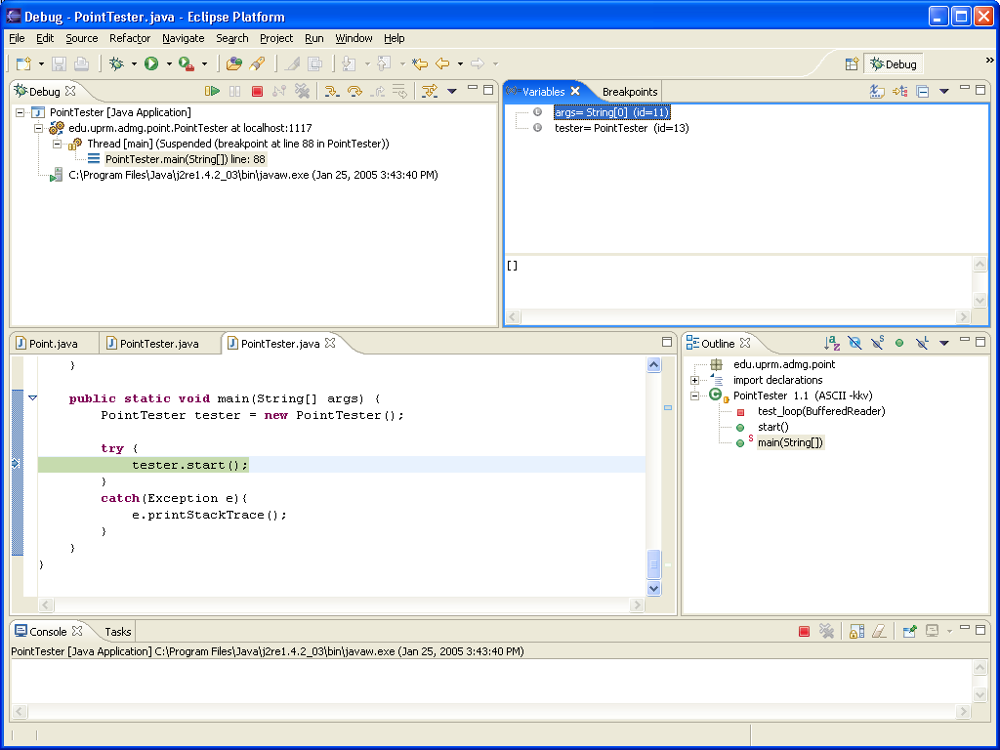 Debug - PointTester.java - Eclipse Platform
File Edit Source Refactor Navigate Search Project Run Window Help
Debug
Debug
PointTester [Java Application]
edu.uprm.admg.point.PointTester at localhost:1117
Thread [main] (Suspended (breakpoint at line 88 in PointTester))
PointTester.main(String[]) line: 88
C:\Program Files\Java\j2re1.4.2_03\bin\javaw.exe (Jan 25, 2005 3:43:40 PM)
Variables Breakpoints
args= String[0] (id=11)
tester= PointTester (id=13)
[]
Point.java PointTester.java PointTester.java
}
public static void main(String[] args) {
PointTester tester = new PointTester();
try {
tester.start();
}
catch(Exception e){
e.printStackTrace();
}
}
}
Outline
edu.uprm.admg.point
import declarations
PointTester 1.1 (ASCII -kkv)
test_loop(BufferedReader)
start()
main(String[])
Console Tasks
PointTester [Java Application] C:\Program Files\Java\j2re1.4.2_03\bin\javaw.exe (Jan 25, 2005 3:43:40 PM)